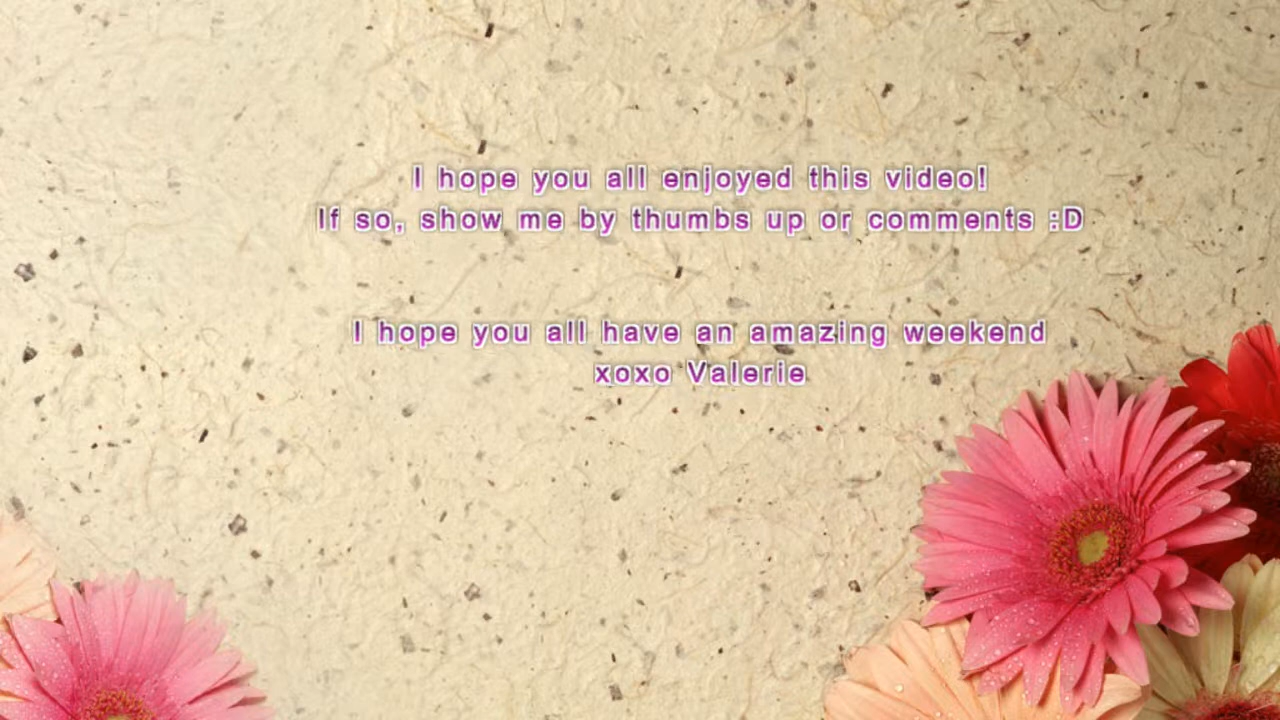 I hope you all enjoyed this video!
If so, show me by thumbs up or comments :D
I hope you all have an amazing weekend
xoxo Valerie